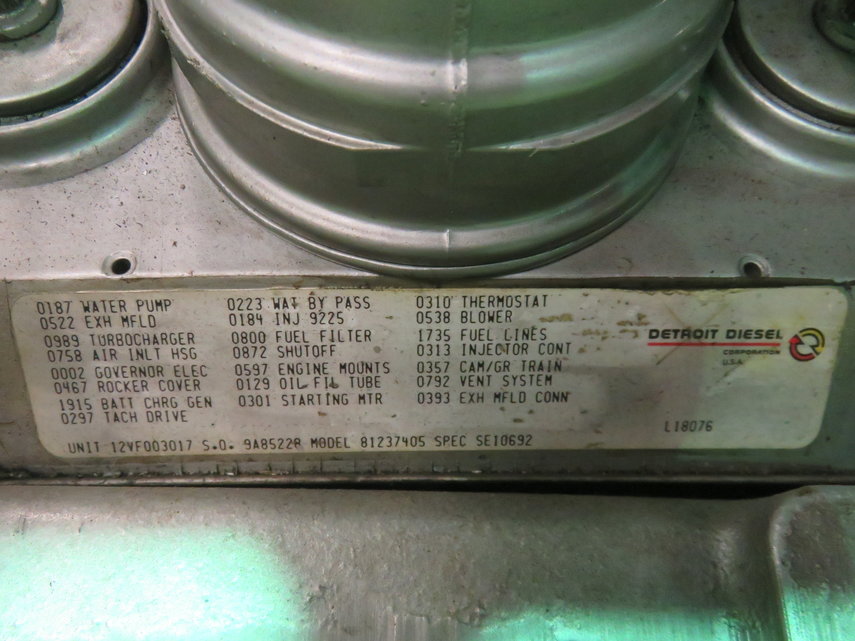 0187 WATER PUMP 0223 WAT BY PASS 0310 THERMOSTAT
0522 EXH MFLD 0184 INJ 9225 0538 BLOWER
0989 TURBOCHARGER 0800 FUEL FILTER 1735 FUEL LINES
0758 AIR INLT HSG 0872 SHUTOFF 0313 INJECTOR CONT
0002 GOVERNOR ELEC 0597 ENGINE MOUNTS 0357 CAM/GR TRAIN
0467 ROCKER COVER 0129 OIL FIL TUBE 0792 VENT SYSTEM
1915 BATT CHRG GEN 0301 STARTING MTR 0393 EXH MFLD CONN
0297 TACH DRIVE
DETROIT DIESEL
CORPORATION
U.S.A.
L18076
UNIT 12VF003017 S.O. 9A8522R MODEL 81237405 SPEC SE10692